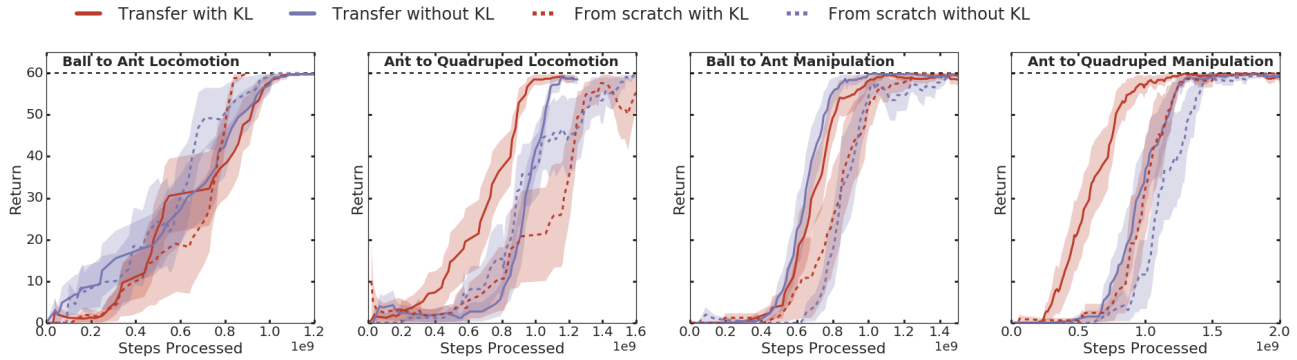 Transfer with KL Transfer without KL From scratch with KL From scratch without KL
Ball to Ant Locomotion Ant to Quadruped Locomotion Ball to Ant Manipulation Ant to Quadruped Manipulation
60
50
40
30
20
10
0
Return Return Return Return
0.0 0.2 0.4 0.6 0.8 1.0 1.2 0.0 0.2 0.4 0.6 0.8 1.0 1.2 1.4 1.6 0.0 0.2 0.4 0.6 0.8 1.0 1.2 1.4 0.0 0.5 1.0 1.5 2.0
Steps Processed 1e9 Steps Processed 1e9 Steps Processed 1e9 Steps Processed 1e9